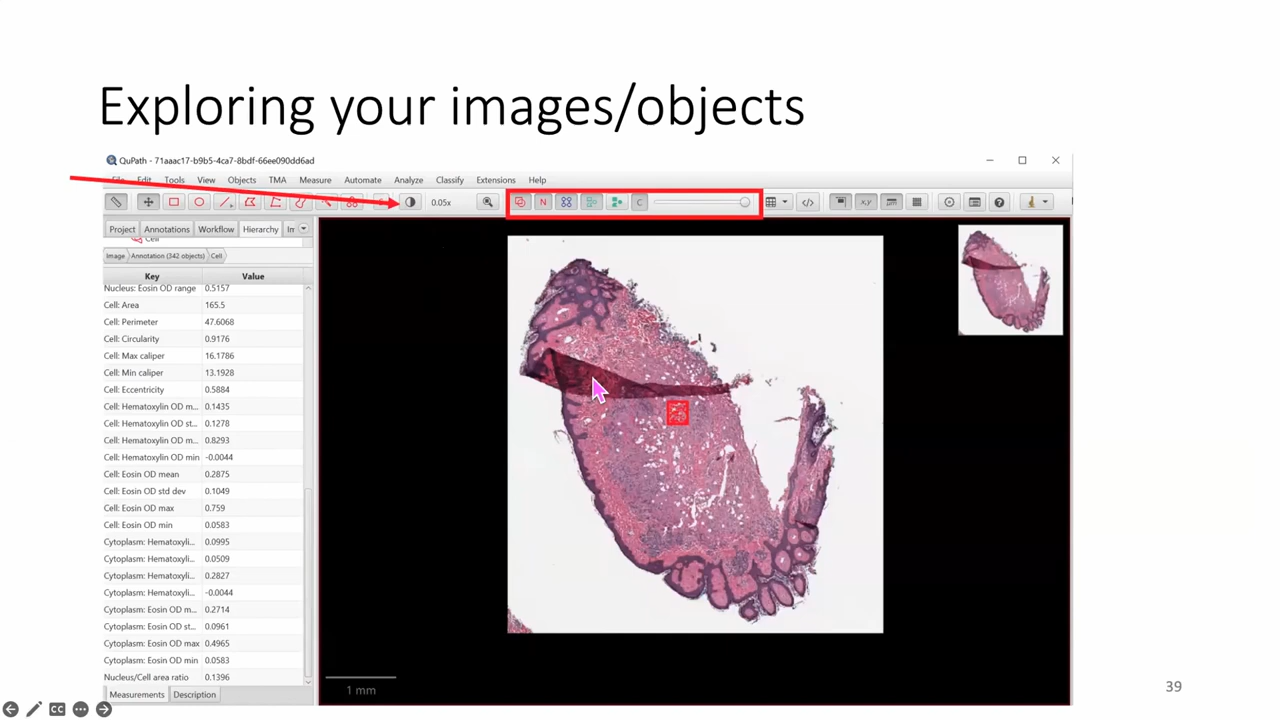 Exploring your images/objects
QuPath - 71aaac17-b9b5-4ca7-8bdf-66ee090dd6ad
File Edit Tools View Objects TMA Measure Automate Analyze Classify Extensions Help
0.05x N C x,y
Project Annotations Workflow Hierarchy Im
Cell
Image Annotation (342 objects) Cell
Key Value
Nucleus: Eosin OD range 0.5157
Cell: Area 165.5
Cell: Perimeter 47.6068
Cell: Circularity 0.9176
Cell: Max caliper 16.1786
Cell: Min caliper 13.1928
Cell: Eccentricity 0.5884
Cell: Hematoxylin OD m... 0.1435
Cell: Hematoxylin OD st... 0.1278
Cell: Hematoxylin OD m... 0.8293
Cell: Hematoxylin OD min -0.0044
Cell: Eosin OD mean 0.2875
Cell: Eosin OD std dev 0.1049
Cell: Eosin OD max 0.759
Cell: Eosin OD min 0.0583
Cytoplasm: Hematoxyli... 0.0995
Cytoplasm: Hematoxyli... 0.0509
Cytoplasm: Hematoxyli... 0.2827
Cytoplasm: Hematoxyli... -0.0044
Cytoplasm: Eosin OD m... 0.2714
Cytoplasm: Eosin OD st... 0.0961
Cytoplasm: Eosin OD max 0.4965
Cytoplasm: Eosin OD min 0.0583
Nucleus/Cell area ratio 0.1396
Measurements Description
1 mm
39
CC